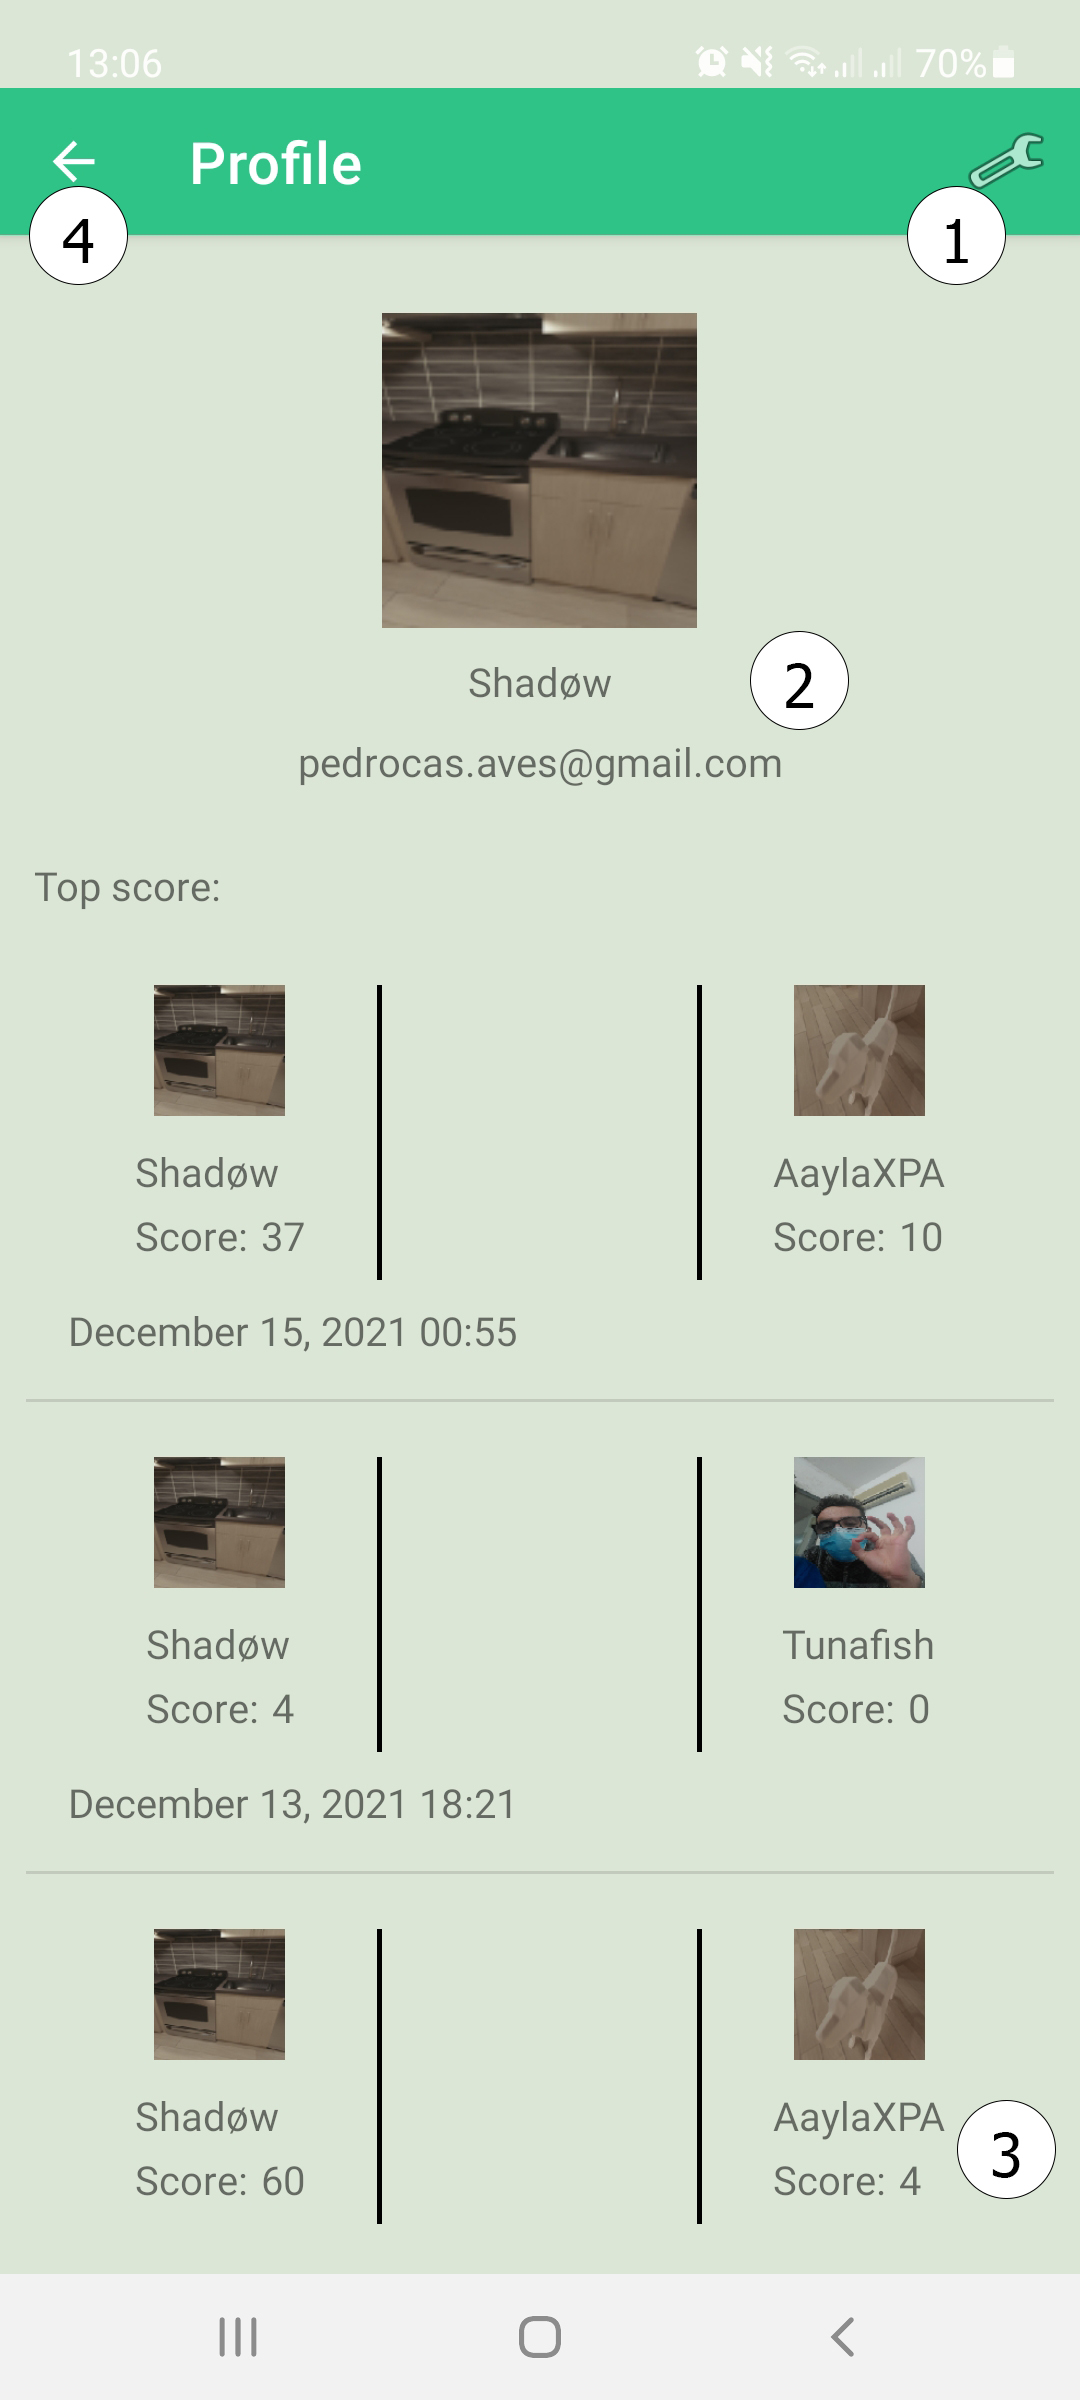 13:06 70%
Profile
4 1
Shadøw
2
pedrocas.aves@gmail.com
Top score:
Shadøw AaylaXPA
Score: 37 Score: 10
December 15, 2021 00:55
Shadøw Tunafish
Score: 4 Score: 0
December 13, 2021 18:21
Shadøw AaylaXPA
3
Score: 60 Score: 4